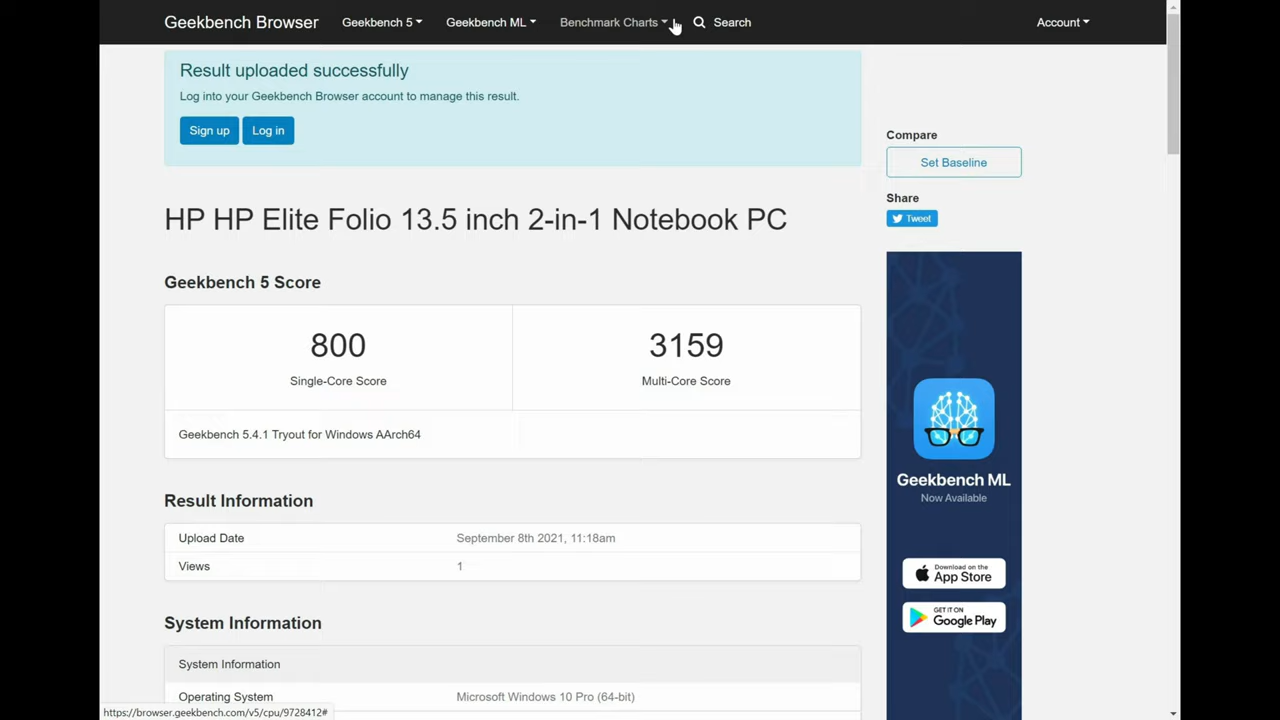 Geekbench Browser
Geekbench 5
Geekbench ML
Benchmark Charts
Search
Account
Result uploaded successfully
Log into your Geekbench Browser account to manage this result.
Sign up
Log in
Compare
Set Baseline
Share
Tweet
HP HP Elite Folio 13.5 inch 2-in-1 Notebook PC
Geekbench 5 Score
800
3159
Single-Core Score
Multi-Core Score
Geekbench 5.4.1 Tryout for Windows AArch64
Geekbench ML
Now Available
Download on the
App Store
GET IT ON
Google Play
Result Information
Upload Date September 8th 2021, 11:18am
Views 1
System Information
System Information
Operating System Microsoft Windows 10 Pro (64-bit)
https://browser.geekbench.com/v5/cpu/9728412#